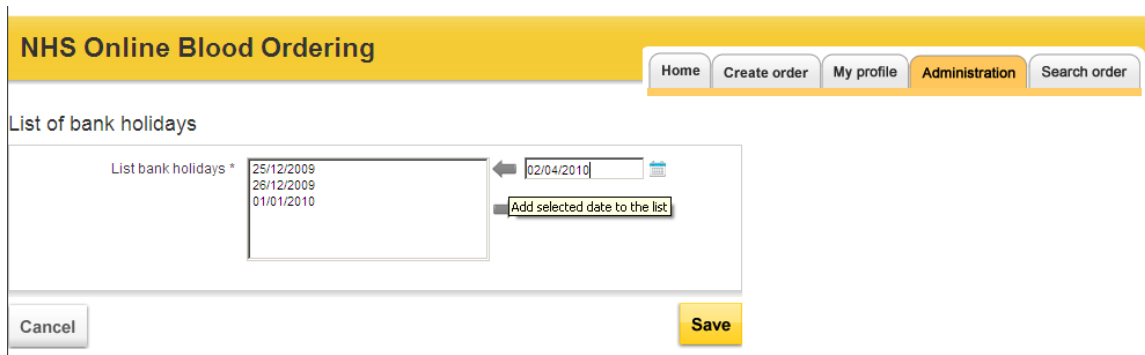 NHS Online Blood Ordering
Home Create order My profile Administration Search order
List of bank holidays
List bank holidays * 25/12/2009 02/04/2010
26/12/2009
01/01/2010 Add selected date to the list
Cancel Save